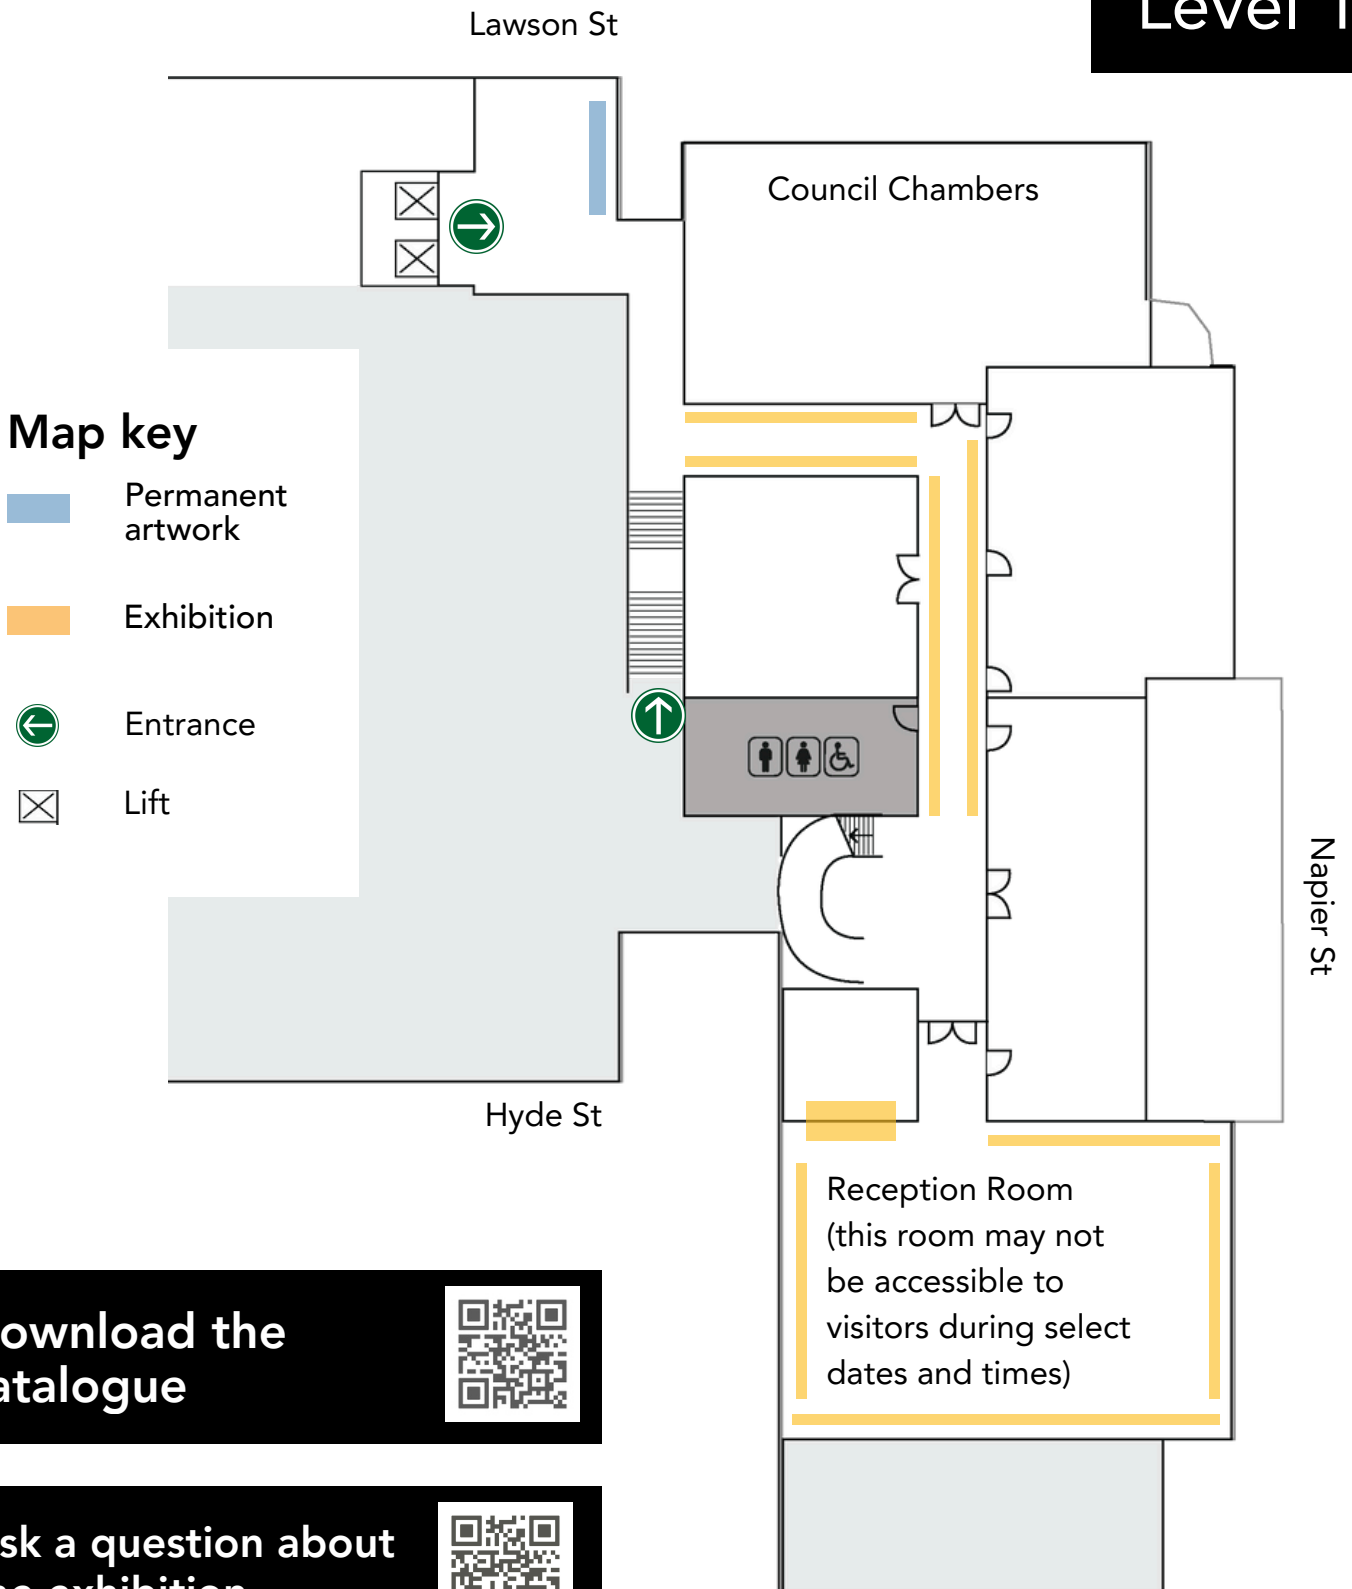 Lawson St
Level 1
Council Chambers
Map key
Permanent
artwork
Exhibition
Entrance
Lift
Napier St
Hyde St
Reception Room
(this room may not
be accessible to
visitors during select
dates and times)
ownload the
atalogue
sk a question about
exhibition